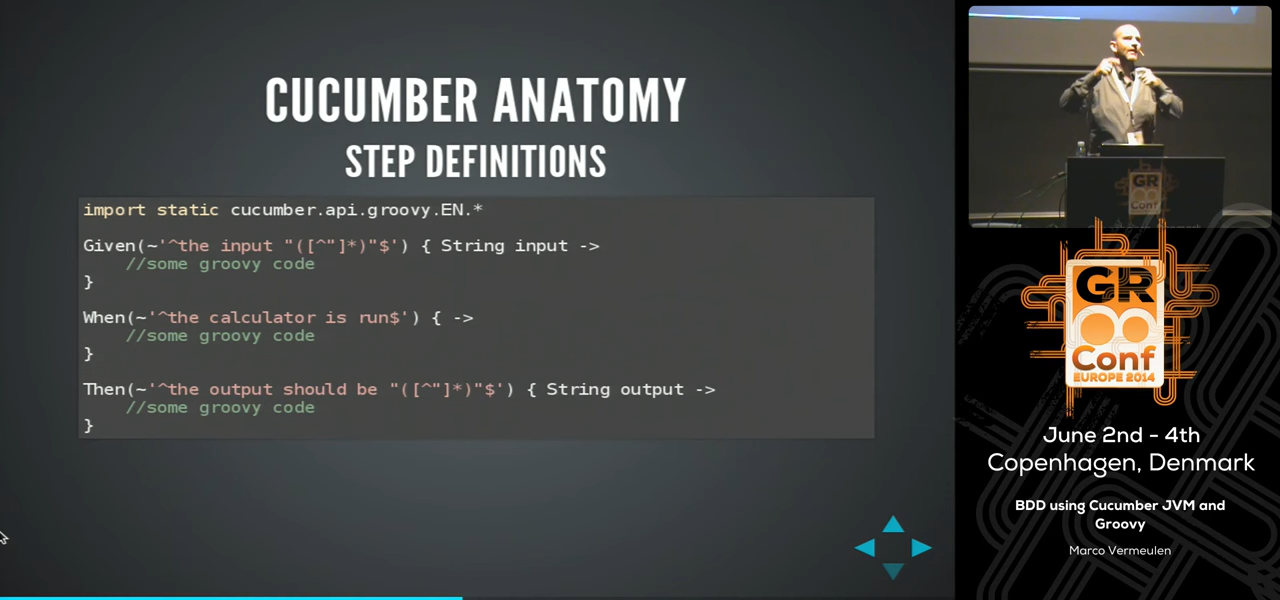 CUCUMBER ANATOMY
STEP DEFINITIONS
import static cucumber.api.groovy.EN.*
Given(~'^the input "([^"]*)"$') { String input ->
//some groovy code
}
When(~'^the calculator is run$') { ->
//some groovy code
}
Then(~'^the output should be "([^"]*)"$') { String output ->
//some groovy code
}
GR
Conf
GR
Conf
EUROPE 2014
June 2nd - 4th
Copenhagen, Denmark
BDD using Cucumber JVM and
Groovy
Marco Vermeulen